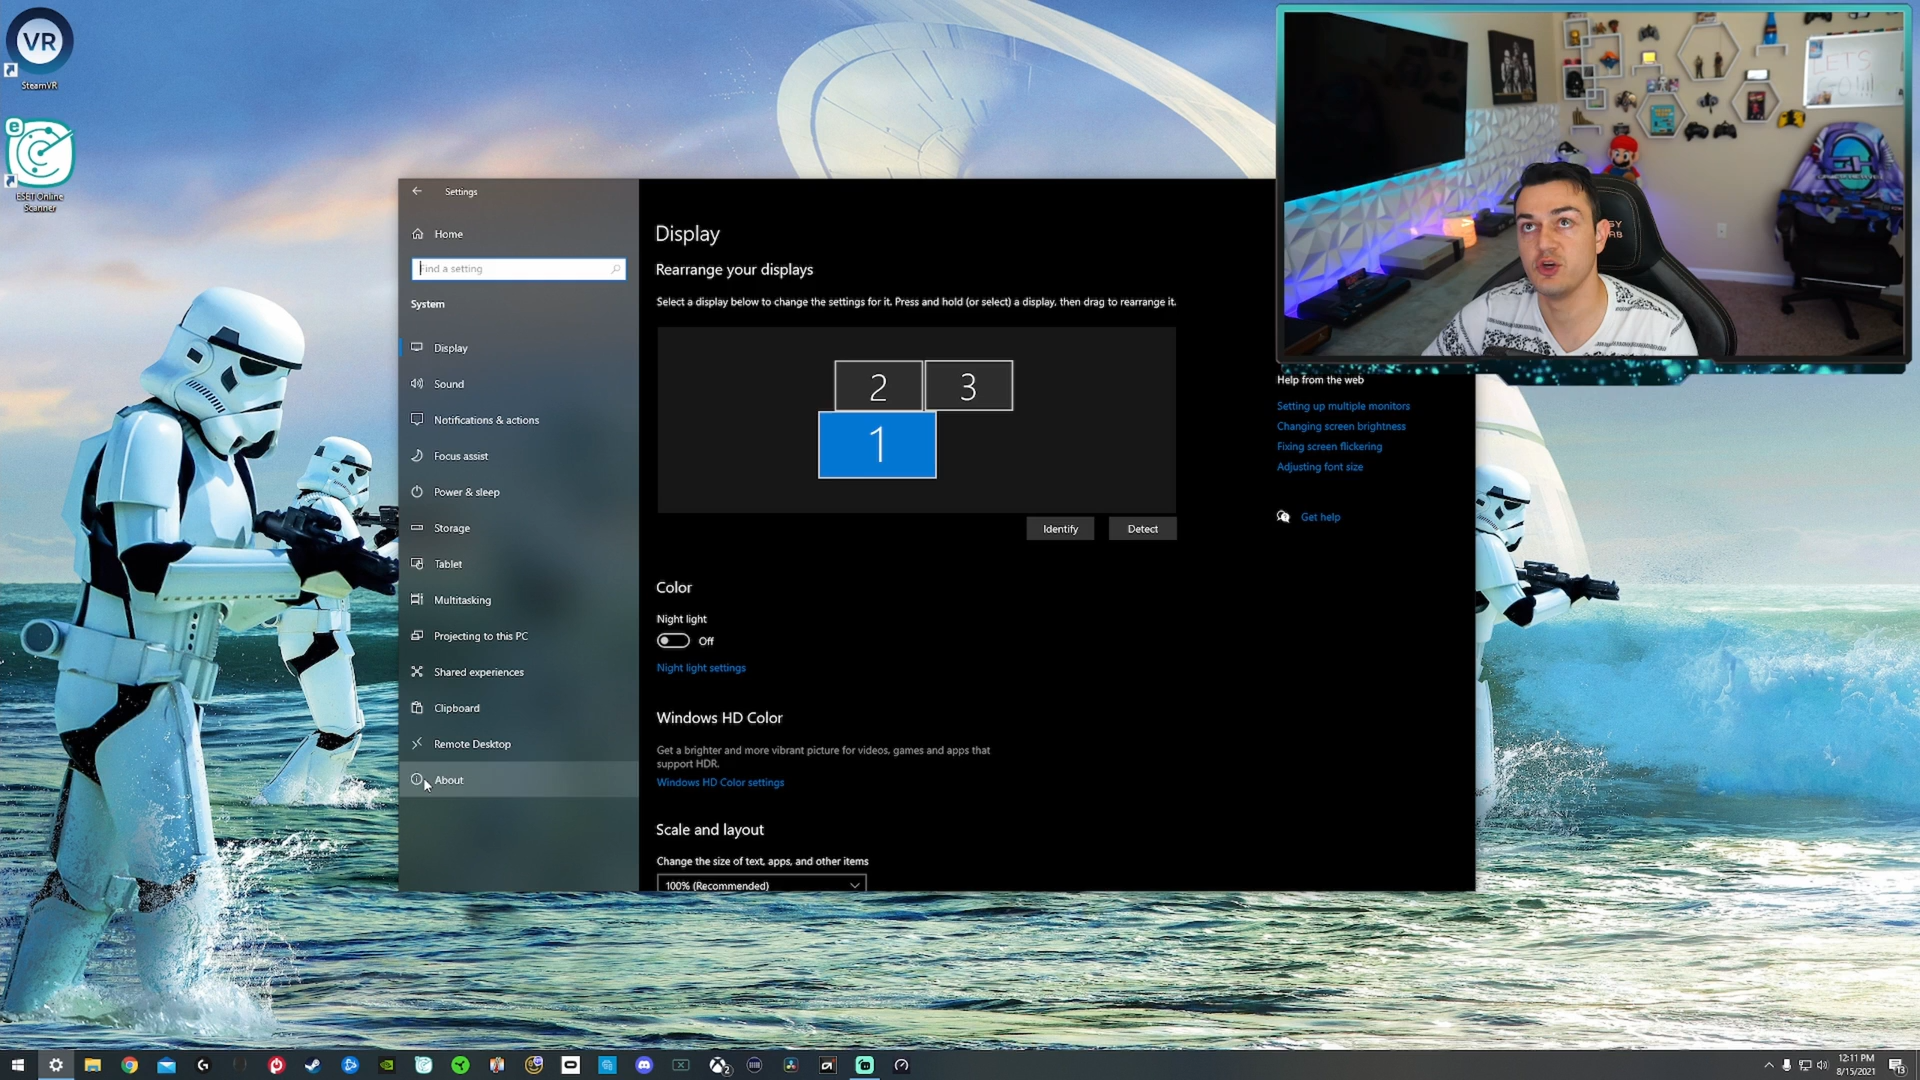 VR
SteamVR
e
ESET Online
Scanner
Settings
Home
Find a setting
System
Display
Sound
Notifications & actions
Focus assist
Power & sleep
Storage
Tablet
Multitasking
Projecting to this PC
Shared experiences
Clipboard
Remote Desktop
About
Display
Rearrange your displays
Select a display below to change the settings for it. Press and hold (or select) a display, then drag to rearrange it.
2
3
1
Identify
Detect
Color
Night light
Off
Night light settings
Windows HD Color
Get a brighter and more vibrant picture for videos, games and apps that
support HDR.
Windows HD Color settings
Scale and layout
Change the size of text, apps, and other items
100% (Recommended)
LETS
GO!!!
Help from the web
Setting up multiple monitors
Changing screen brightness
Fixing screen flickering
Adjusting font size
Get help
12:11 PM
8/15/2021
13